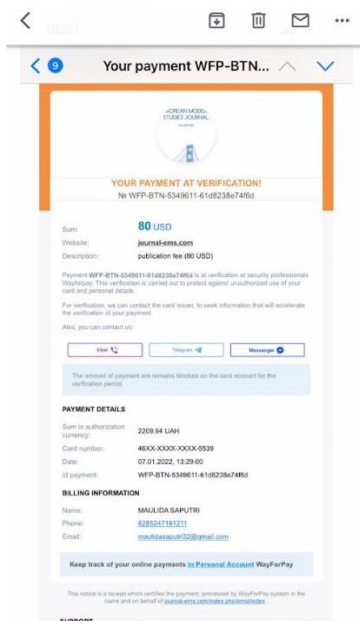 9 Your payment WFP-BTN...
STUDIES JOURNAL
YOUR PAYMENT AT VERIFICATION!
№ WFP-BTN-5349611-61d8238e74f6d
Sum: 80 USD
Website: journal-ems.com
Description: publication fee (80 USD)
Payment WFP-BTN-5349611-61d8238e74f6d is at verification at security professionals
Wayforpay. This verification is carried out to protect against unauthorized use of your
card and personal details.
For verification, we can contact the card issuer, to seek information that will accelerate
the verification of your payment.
Also, you can contact us:
Viber Telegram Messenger
The amount of payment are remains blocked on the card account for the
verification period
PAYMENT DETAILS
Sum in authorization
currency: 2209.94 UAH
Card number: 46XX-XXXX-XXXX-5539
Date: 07.01.2022, 13:29:00
Id payment: WFP-BTN-5349611-61d8238e74f6d
BILLING INFORMATION
Name: MAULIDA SAPUTRI
Phone: 6285247181211
Email: maulidasaputri32@gmail.com
Keep track of your online payments in Personal Account WayForPay
This notice is a receipt which certifies the payment, processed by WayForPay system in the
name and on behalf of journal-ems.com/index.php/emsj/index
SUPPORT